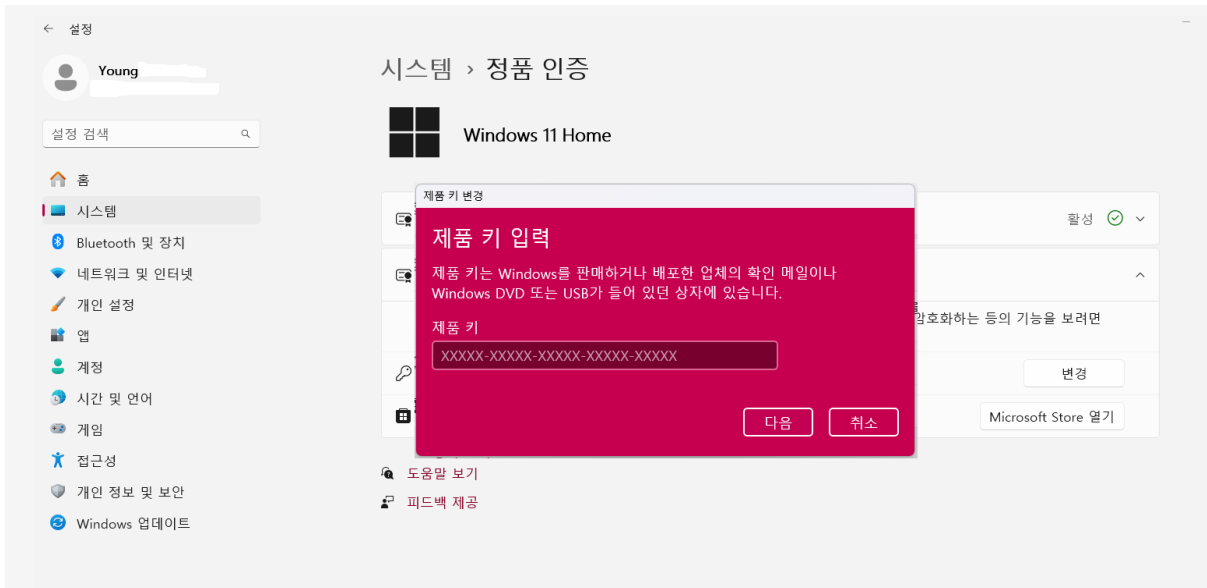 설정
Young
설정 검색
홈
시스템
Bluetooth 및 장치
네트워크 및 인터넷
개인 설정
앱
계정
시간 및 언어
게임
접근성
개인 정보 및 보안
Windows 업데이트
시스템 › 정품 인증
Windows 11 Home
활성
제품 키 변경
제품 키 입력
제품 키는 Windows를 판매하거나 배포한 업체의 확인 메일이나
Windows DVD 또는 USB가 들어 있던 상자에 있습니다.
제품 키
XXXXX-XXXXX-XXXXX-XXXXX-XXXXX
다음 취소
암호화하는 등의 기능을 보려면
변경
Microsoft Store 열기
도움말 보기
피드백 제공